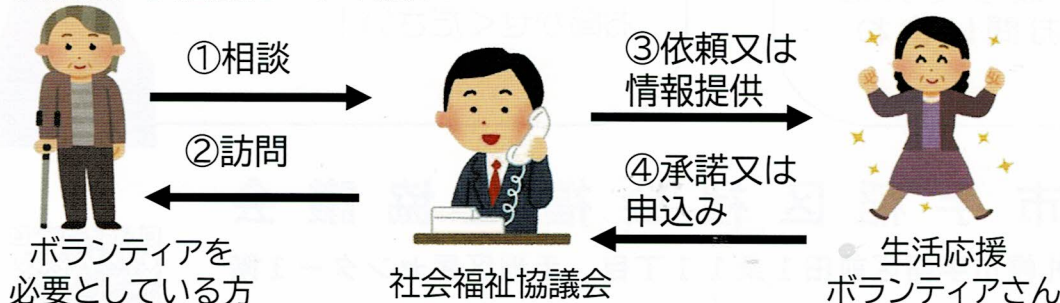 ①相談
②訪問
③依頼又は
情報提供
④承諾又は
申込み
ボランティアを
必要としている方
社会福祉協議会
生活応援
ボランティアさん